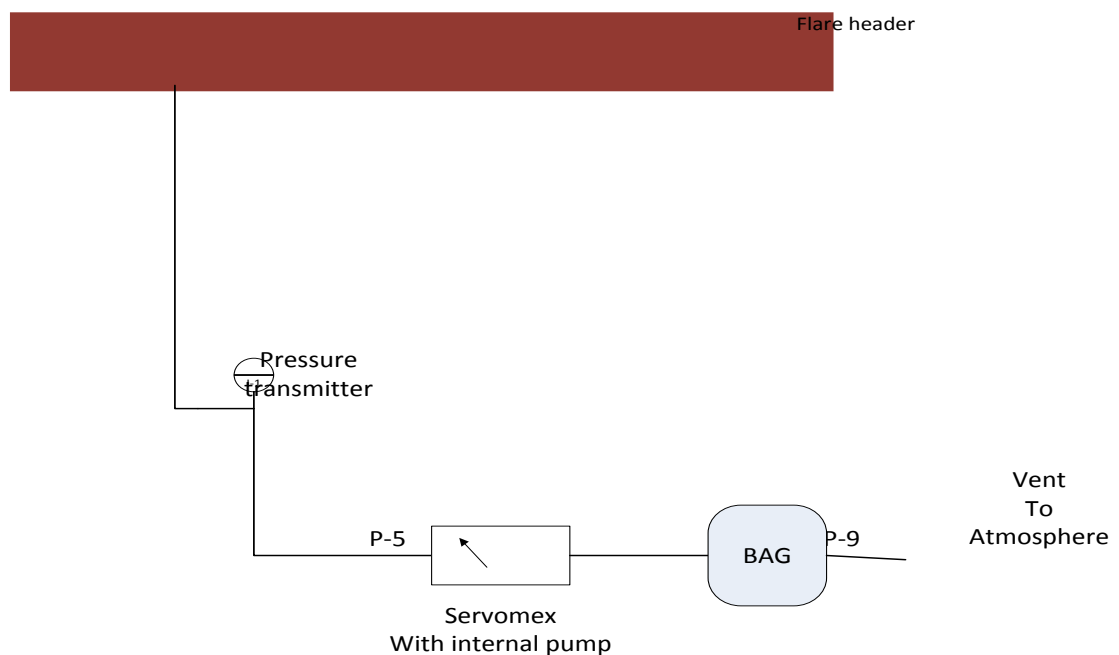 Flare header
Pressure
transmitter
P-5
BAG
P-9
Vent
To
Atmosphere
Servomex
With internal pump